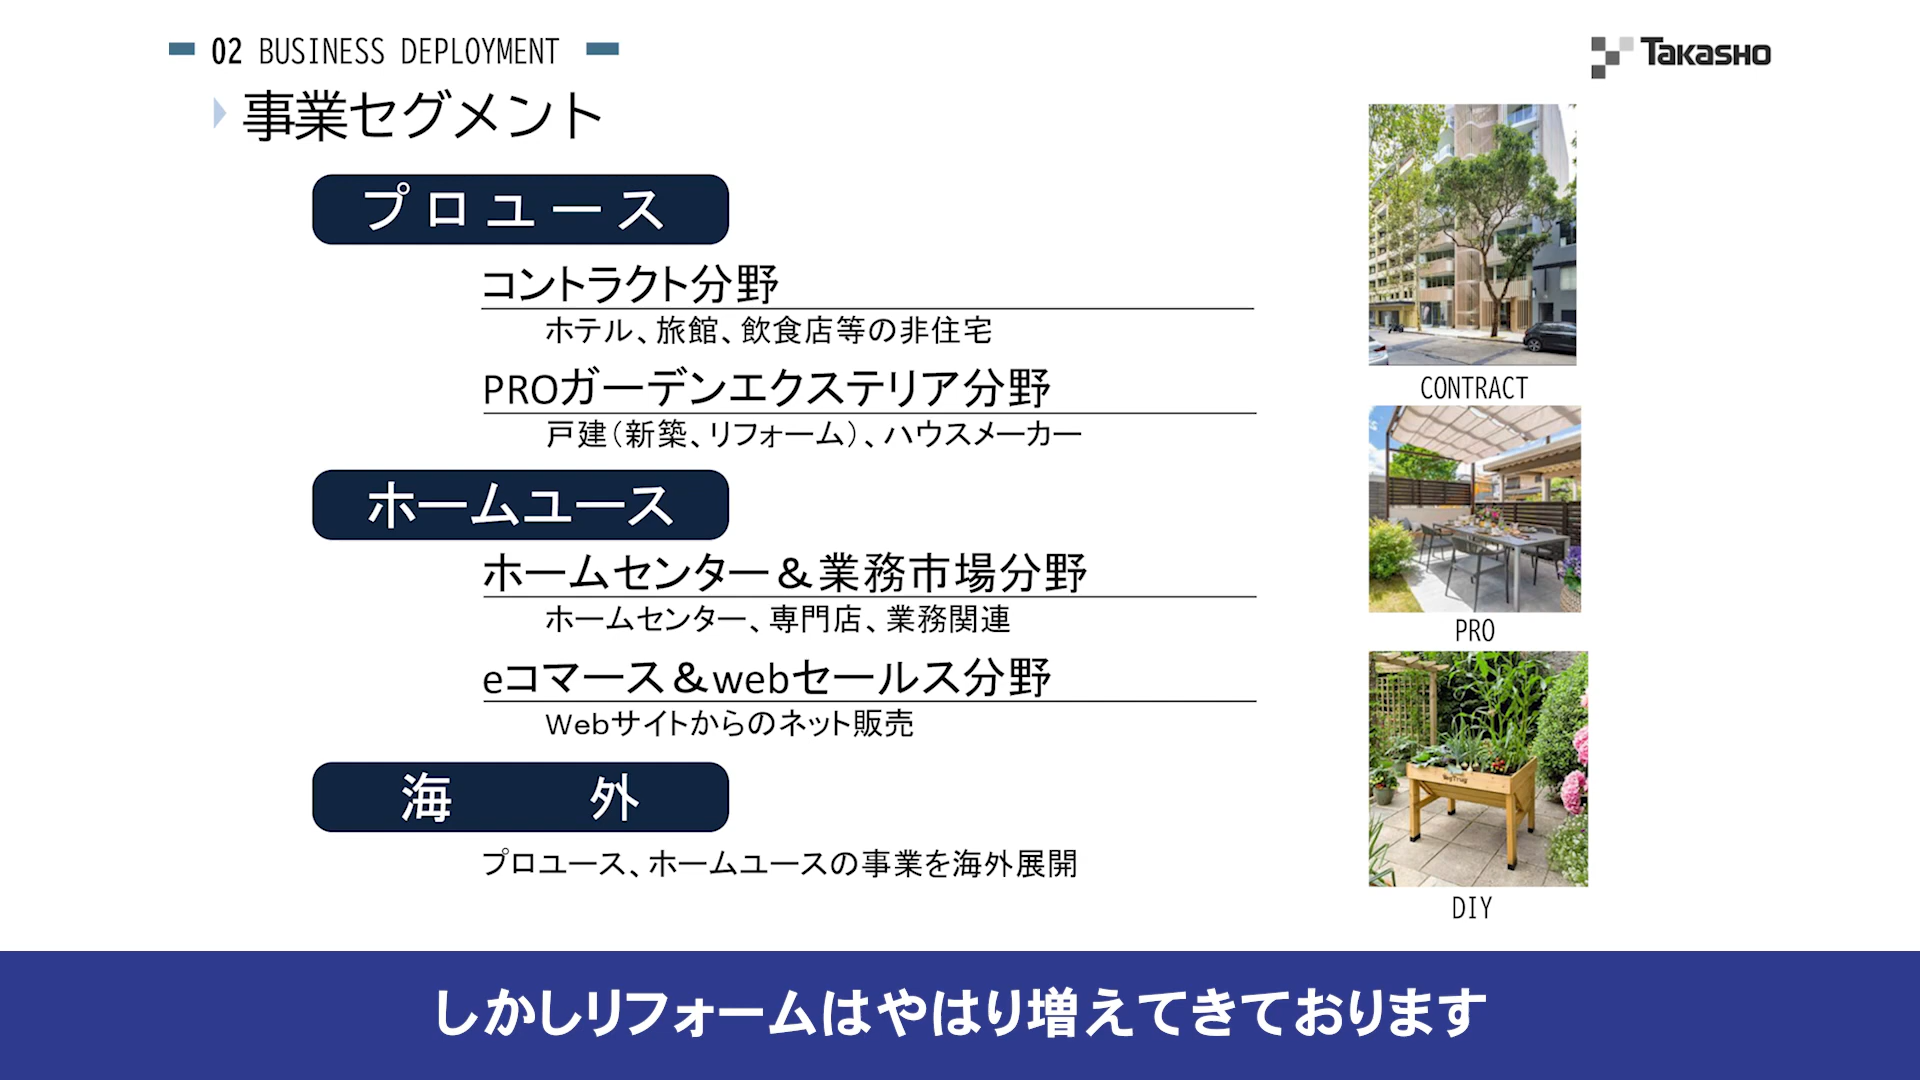 02 BUSINESS DEPLOYMENT
Takasho
事業セグメント
プロユース
コントラクト分野
ホテル、旅館、飲食店等の非住宅
PROガーデンエクステリア分野
戸建（新築、リフォーム）、ハウスメーカー
ホームユース
ホームセンター＆業務市場分野
ホームセンター、専門店、業務関連
eコマース＆webセールス分野
Webサイトからのネット販売
海外
プロユース、ホームユースの事業を海外展開
CONTRACT
PRO
VegTrug
DIY
しかしリフォームはやはり増えてきております